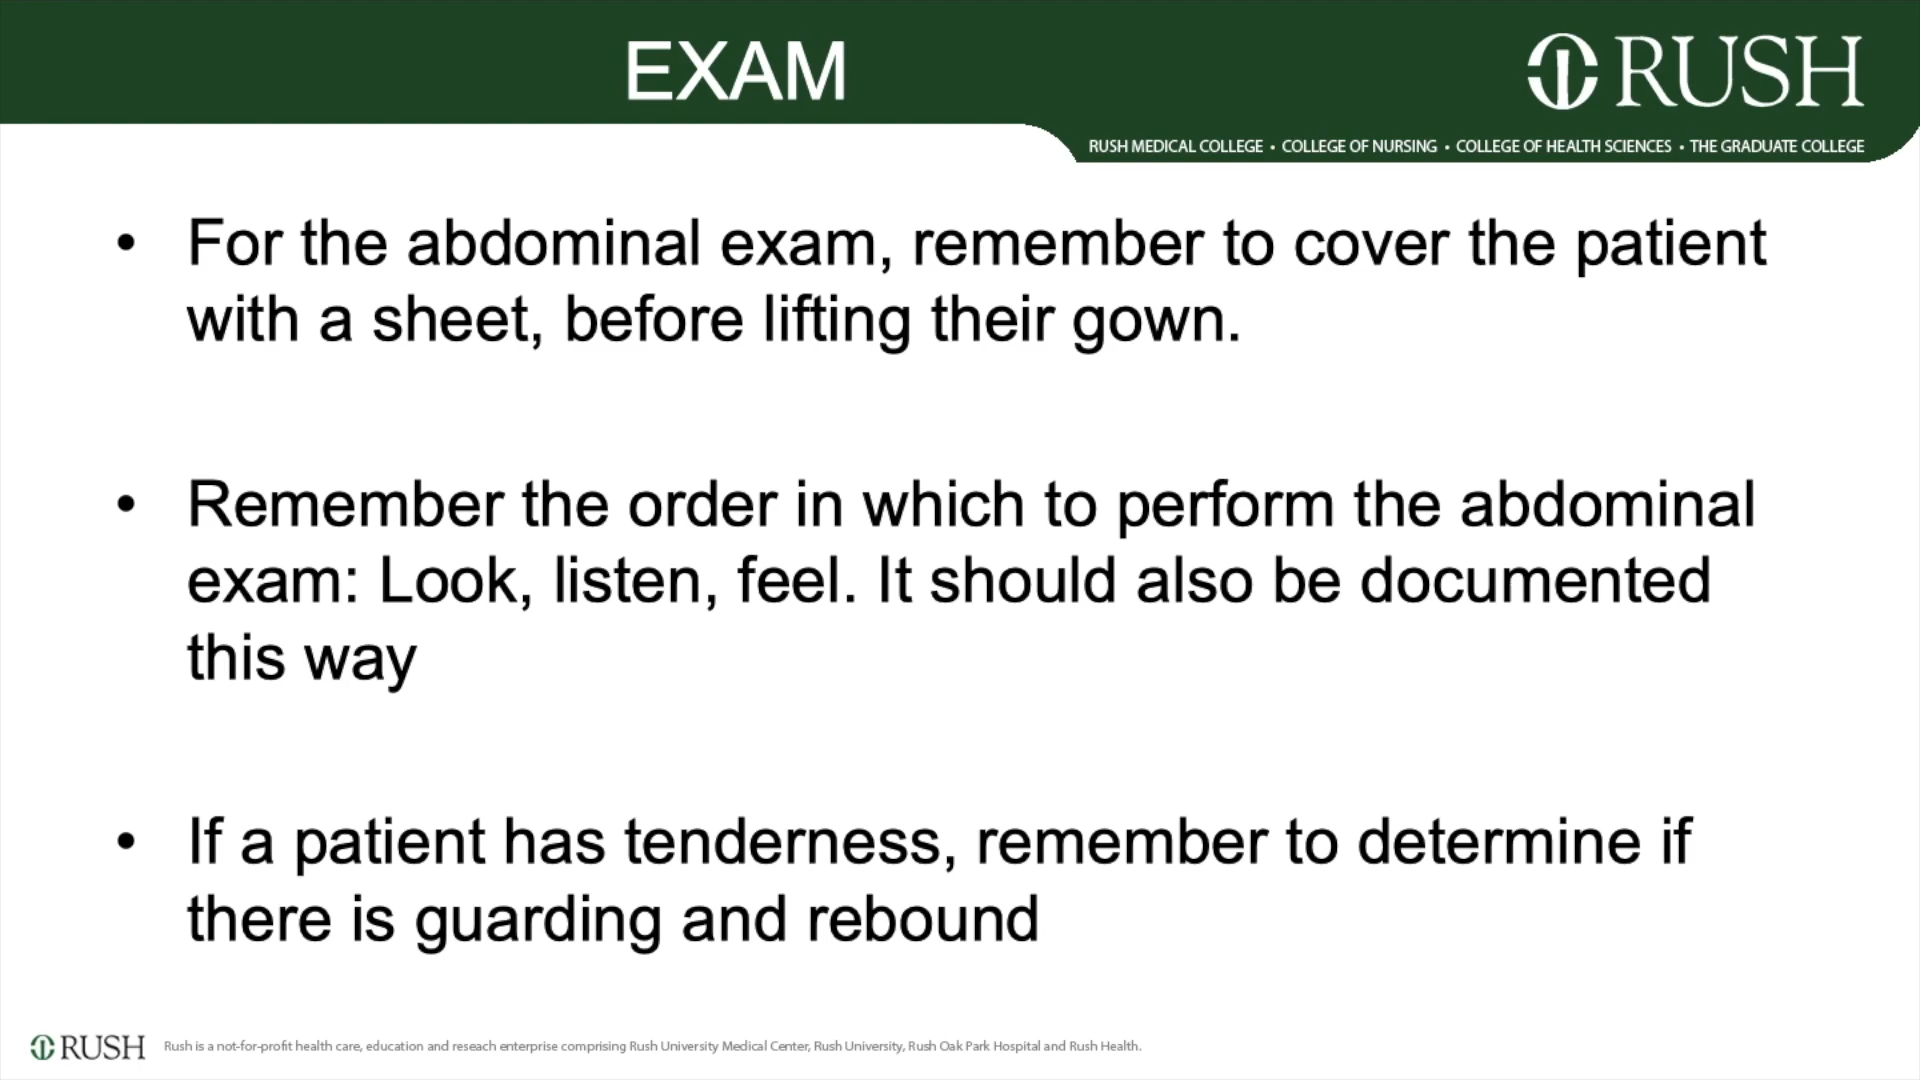 EXAM
RUSH
RUSH MEDICAL COLLEGE • COLLEGE OF NURSING • COLLEGE OF HEALTH SCIENCES • THE GRADUATE COLLEGE
• For the abdominal exam, remember to cover the patient
with a sheet, before lifting their gown.
• Remember the order in which to perform the abdominal
exam: Look, listen, feel. It should also be documented
this way
• If a patient has tenderness, remember to determine if
there is guarding and rebound
RUSH Rush is a not-for-profit health care, education and reseach enterprise comprising Rush University Medical Center, Rush University, Rush Oak Park Hospital and Rush Health.